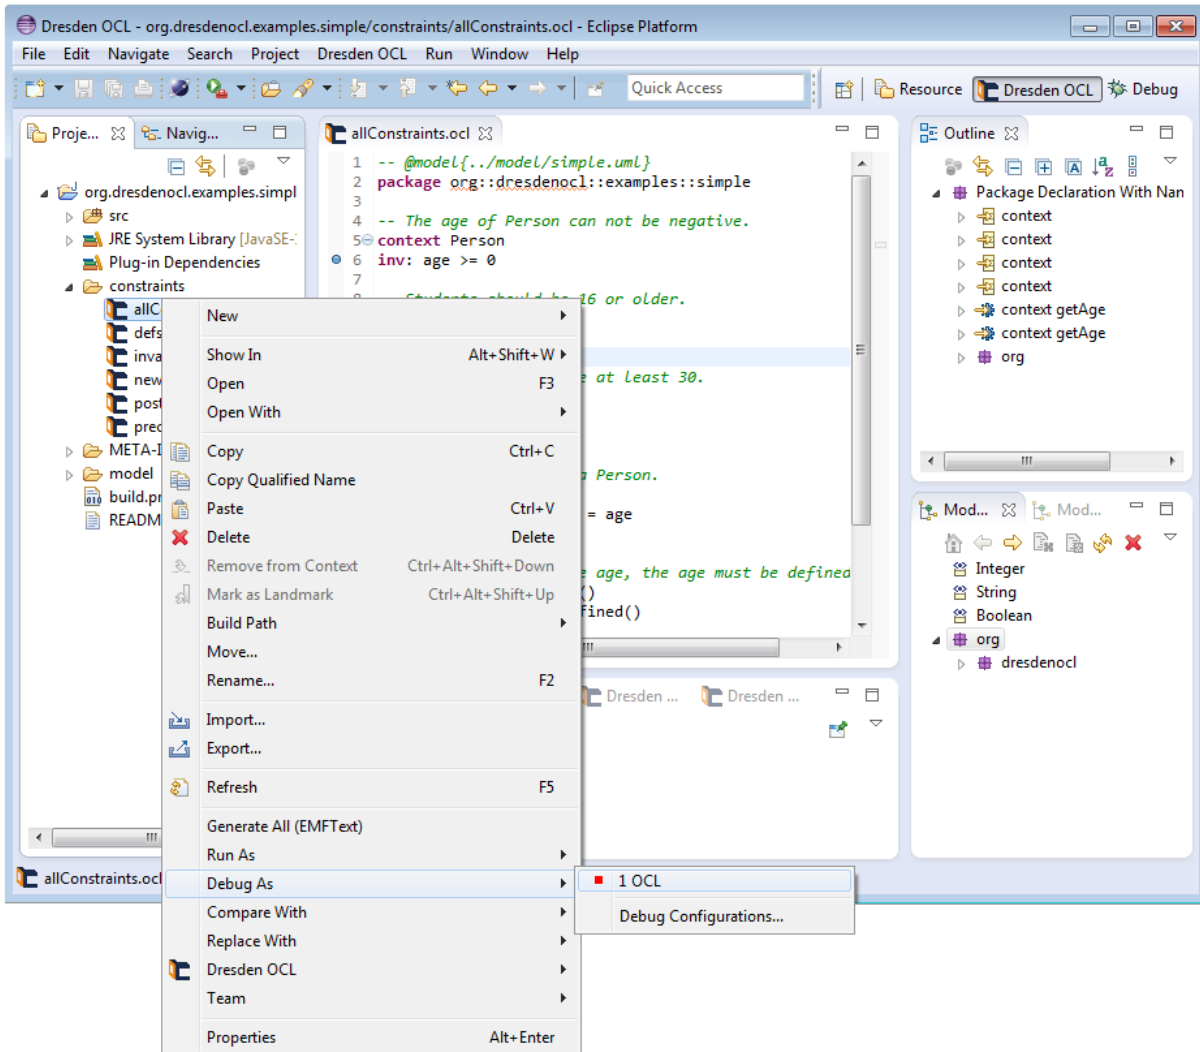 Dresden OCL - org.dresdenocl.examples.simple/constraints/allConstraints.ocl - Eclipse Platform
File Edit Navigate Search Project Dresden OCL Run Window Help
Quick Access
Resource Dresden OCL Debug
Proje... Navig...
org.dresdenocl.examples.simpl
src
JRE System Library [JavaSE-
Plug-in Dependencies
constraints
allC
defs
inva
new
post
prec
META-I
model
build.pr
READM
allConstraints.ocl
1 -- @model{../model/simple.uml}
2 package org::dresdenocl::examples::simple
3
4 -- The age of Person can not be negative.
5 context Person
6 inv: age >= 0
7
Students should be 16 or older.
e at least 30.
a Person.
= age
e age, the age must be defined
()
fined()
Dresden ... Dresden ...
Outline
Package Declaration With Nan
context
context
context
context
context getAge
context getAge
org
Mod... Mod...
Integer
String
Boolean
org
dresdenocl
New
Show In Alt+Shift+W
Open F3
Open With
Copy Ctrl+C
Copy Qualified Name
Paste Ctrl+V
Delete Delete
Remove from Context Ctrl+Alt+Shift+Down
Mark as Landmark Ctrl+Alt+Shift+Up
Build Path
Move...
Rename... F2
Import...
Export...
Refresh F5
Generate All (EMFText)
Run As
Debug As
Compare With
Replace With
Dresden OCL
Team
Properties Alt+Enter
1 OCL
Debug Configurations...
allConstraints.ocl